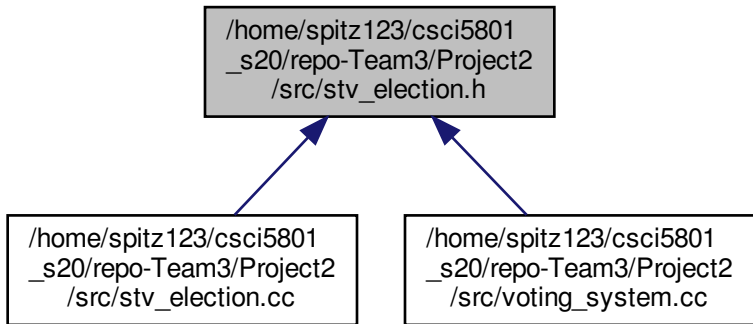 /home/spitz123/csci5801
_s20/repo-Team3/Project2
/src/stv_election.h
/home/spitz123/csci5801
_s20/repo-Team3/Project2
/src/stv_election.cc
/home/spitz123/csci5801
_s20/repo-Team3/Project2
/src/voting_system.cc